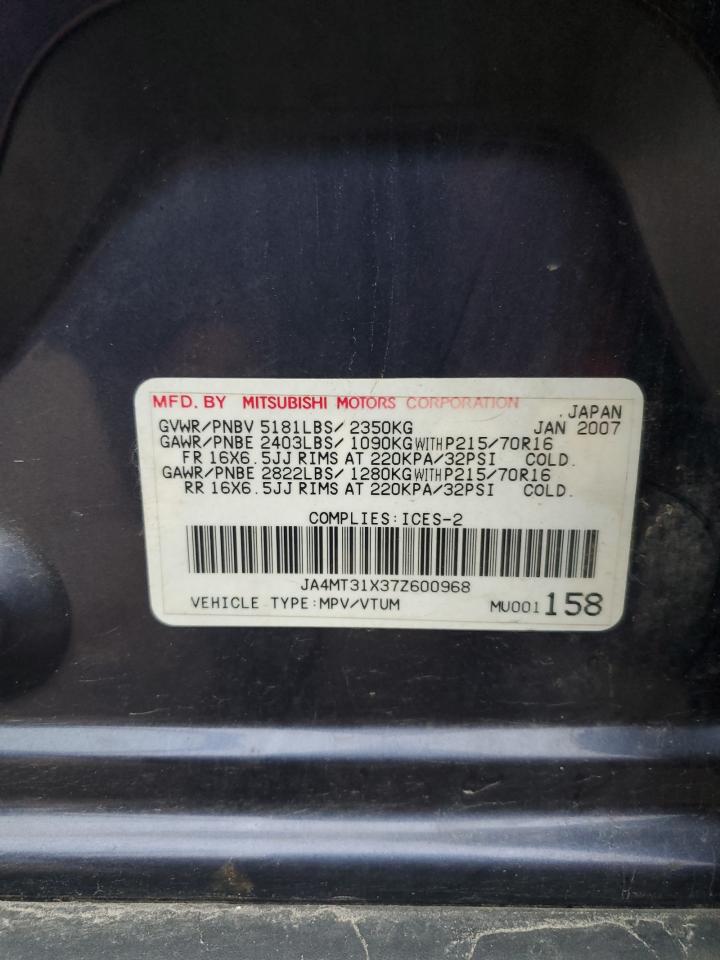 MFD. BY MITSUBISHI MOTORS CORPORATION
. JAPAN
GVWR/PNBV 5181LBS/ 2350KG JAN 2007
GAWR/PNBE 2403LBS/ 1090KG WITH P215/70R16
FR 16X6.5JJ RIMS AT 220KPA/32PSI COLD.
GAWR/PNBE 2822LBS/ 1280KG WITH P215/70R16
RR 16X6.5JJ RIMS AT 220KPA/32PSI COLD.
COMPLIES:ICES-2
JA4MT31X37Z600968
VEHICLE TYPE:MPV/VTUM MU001 158